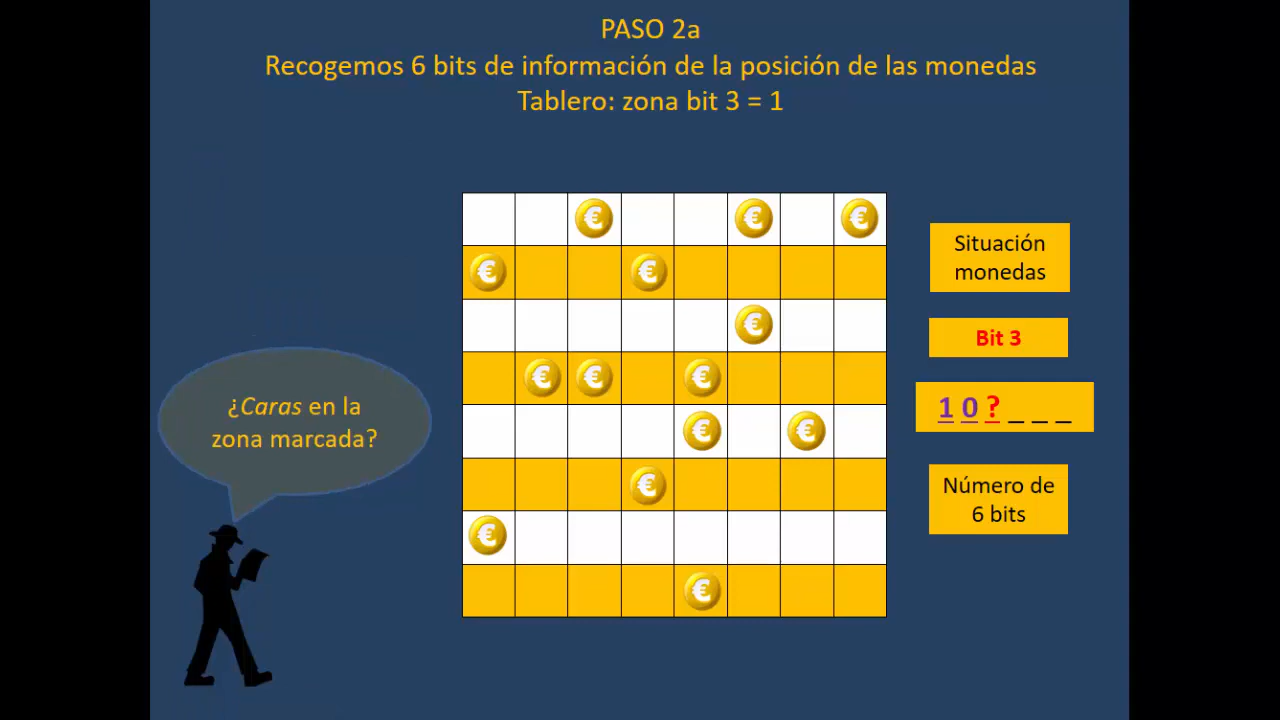 PASO 2a
Recogemos 6 bits de información de la posición de las monedas
Tablero: zona bit 3 = 1
€ € €
€ €
€
€ € €
€ €
€
€
€
¿Caras en la
zona marcada?
Situación
monedas
Bit 3
1 0 ? _ _ _
Número de
6 bits